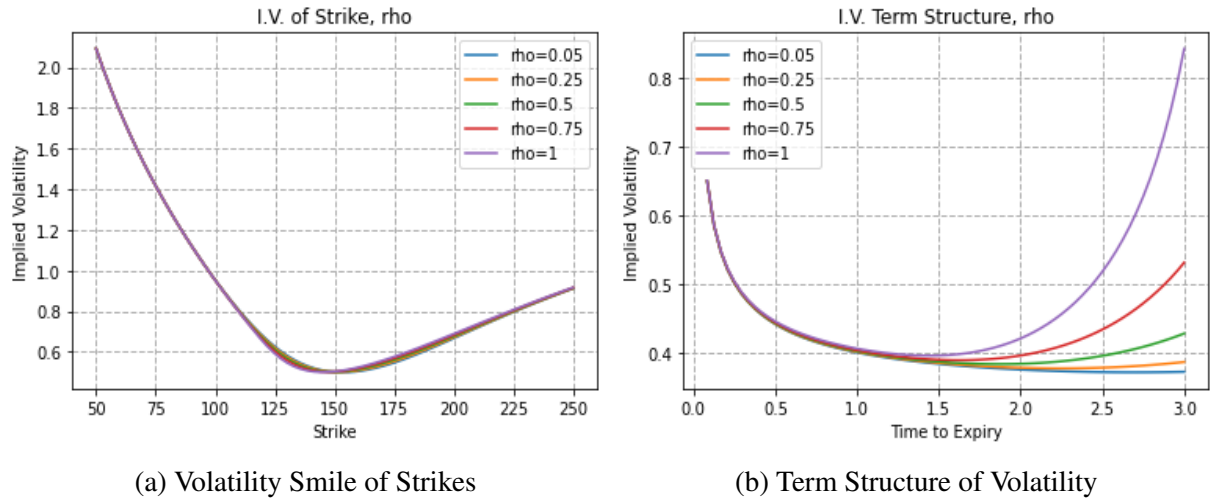 I.V. of Strike, rho
2.0
1.8
1.6
1.4
1.2
1.0
0.8
0.6
Implied Volatility
rho=0.05
rho=0.25
rho=0.5
rho=0.75
rho=1
50
75
100
125
150
175
200
225
250
Strike
(a) Volatility Smile of Strikes
I.V. Term Structure, rho
0.8
0.7
0.6
0.5
0.4
Implied Volatility
rho=0.05
rho=0.25
rho=0.5
rho=0.75
rho=1
0.0
0.5
1.0
1.5
2.0
2.5
3.0
Time to Expiry
(b) Term Structure of Volatility